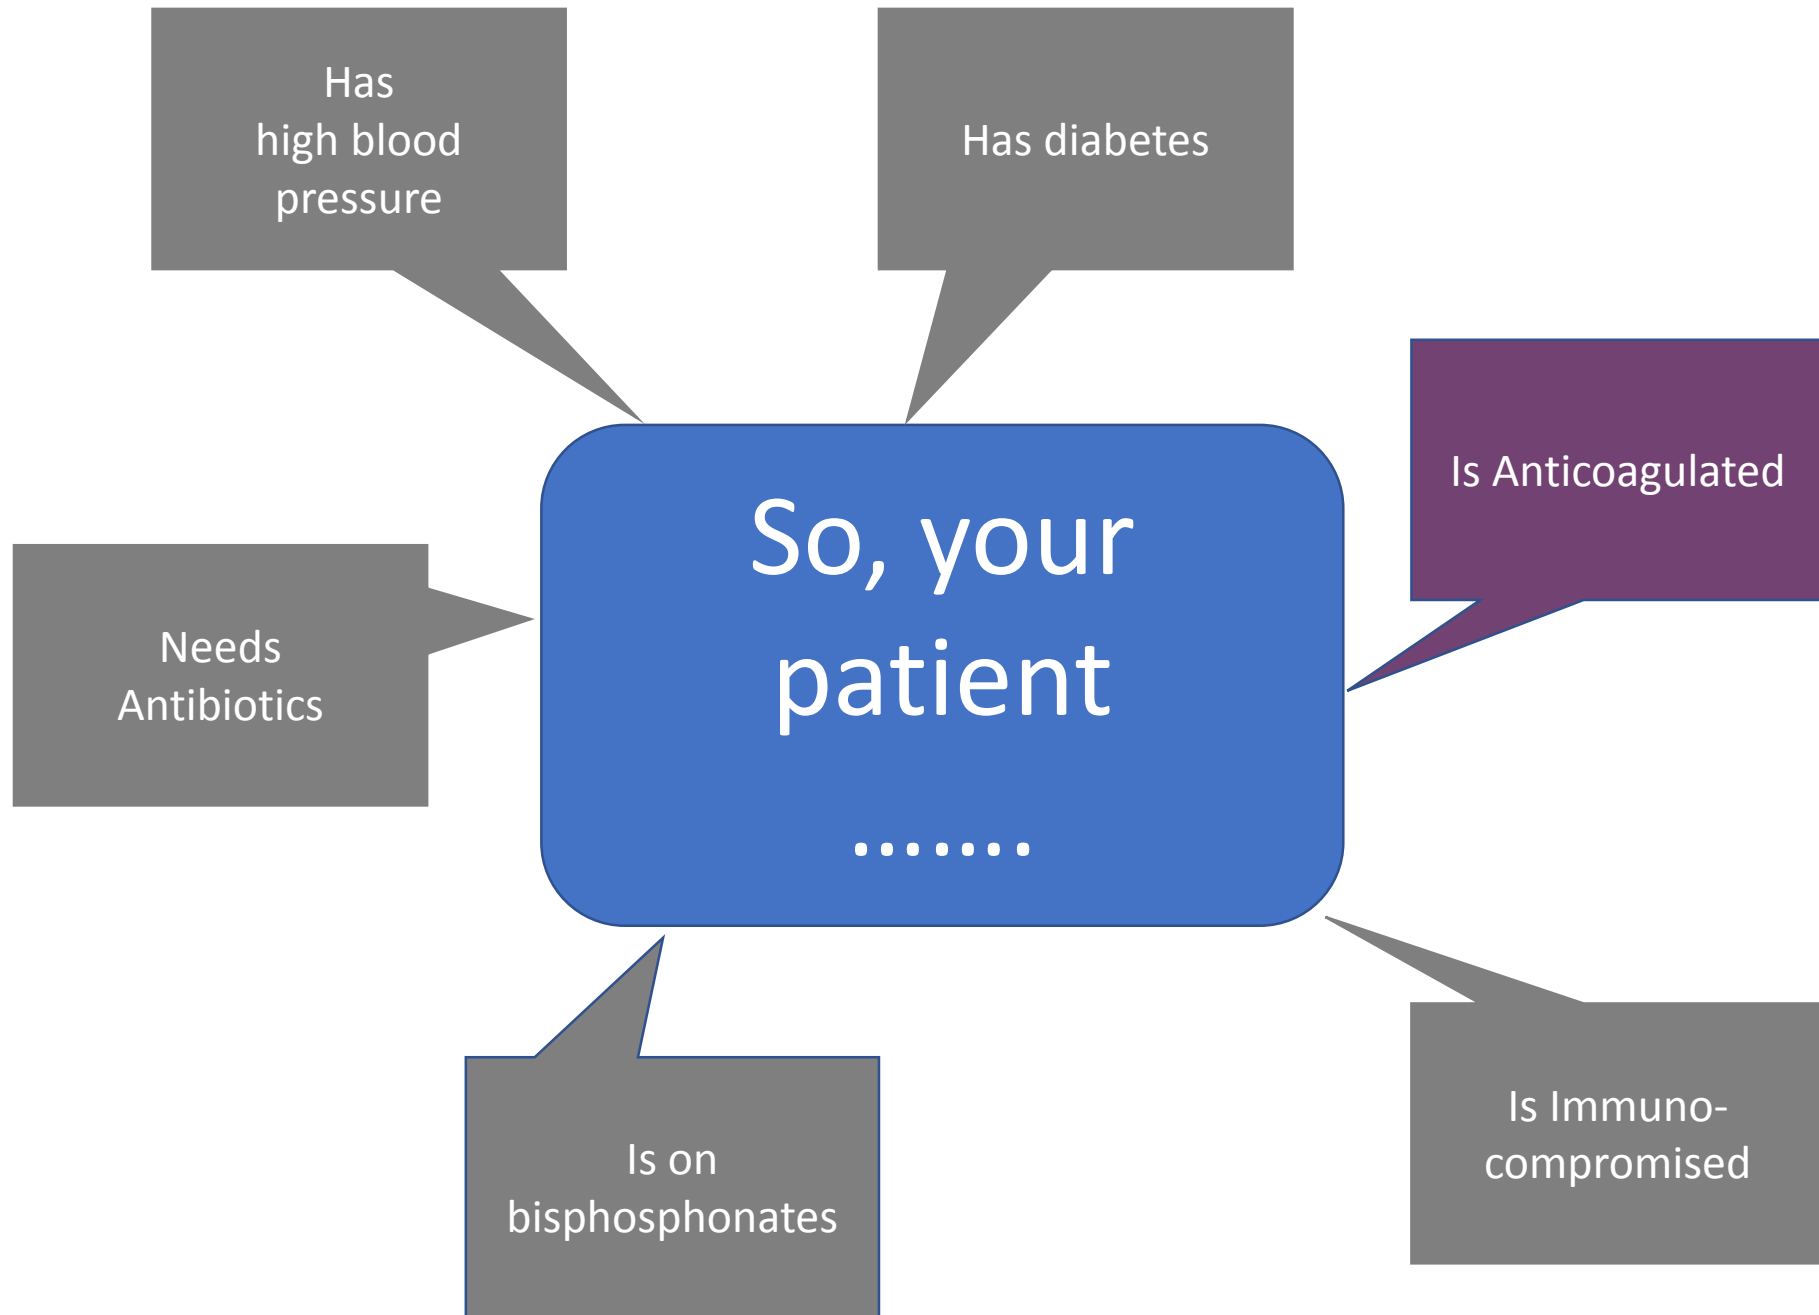 Has
high blood
pressure
Has diabetes
Is Anticoagulated
So, your
patient
.......
Needs
Antibiotics
Is on
bisphosphonates
Is Immuno-
compromised